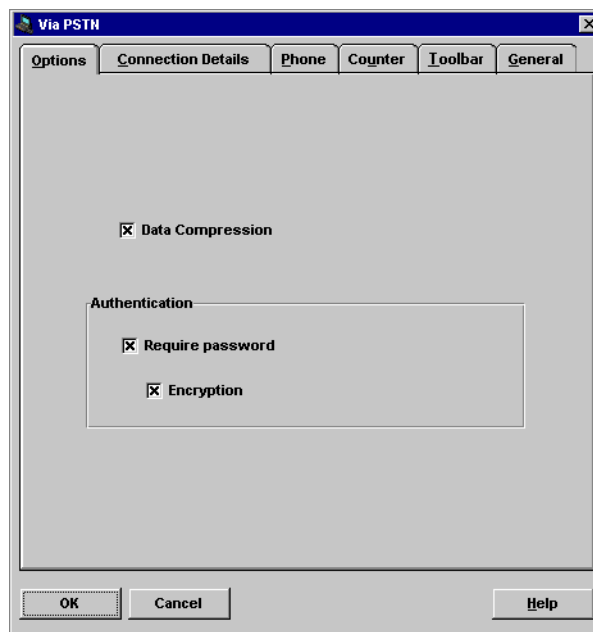 Via PSTN
Options Connection Details Phone Counter Toolbar General
Data Compression
Authentication
Require password
Encryption
OK Cancel Help